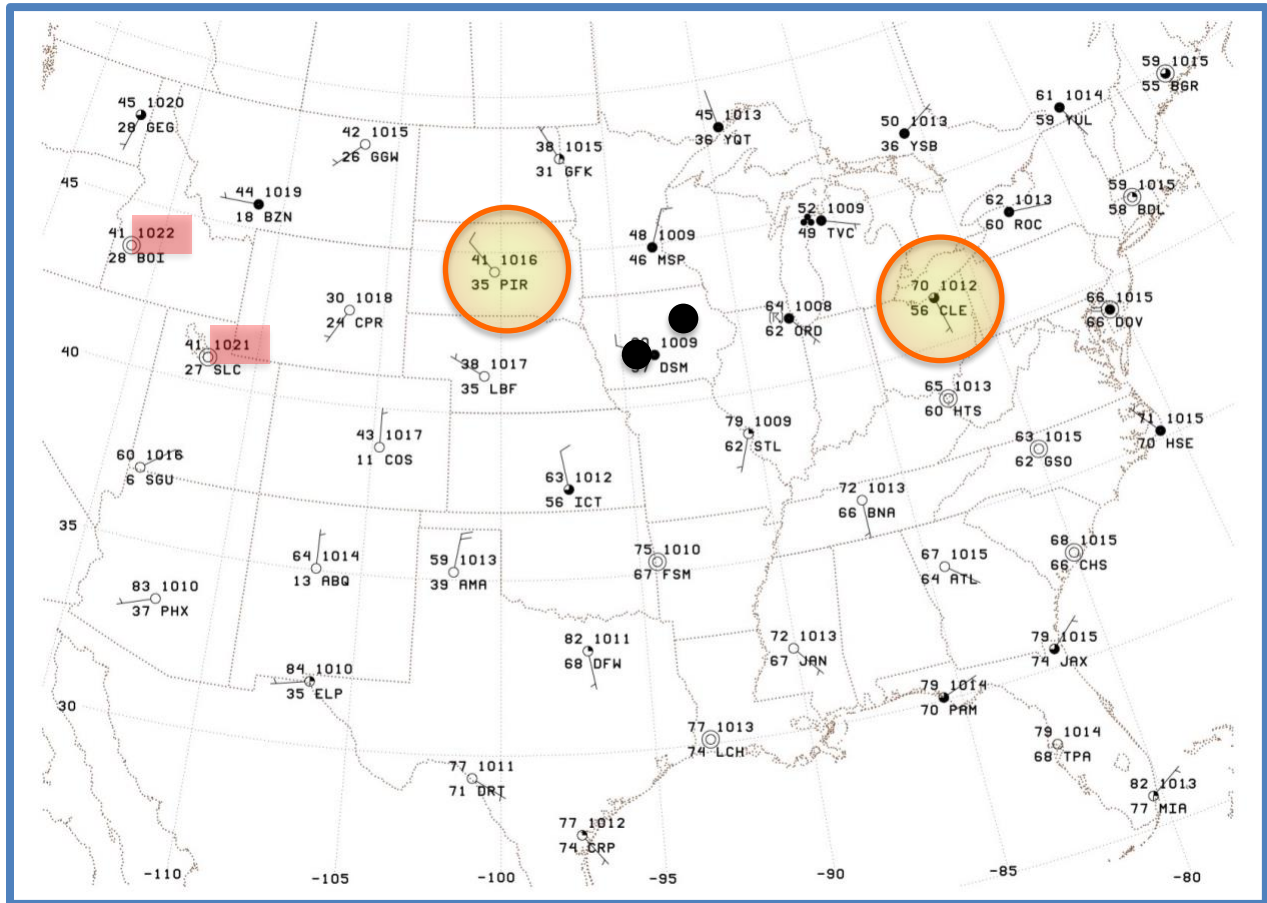 59 1015
55 BGR
61 1014
59 YUL
45 1020
28 GEG
45 1013
36 YQT
50 1013
36 YSB
42 1015
26 GGW
38 1015
31 GFK
45
44 1019
18 BZN
59 1015
58 BDL
62 1013
60 ROC
52 1009
49 TVC
41 1022
28 BOI
48 1009
46 MSP
41 1016
35 PIR
70 1012
56 CLE
66 1015
66 DOV
30 1018
24 CPR
64 1008
62 ORD
40
41 1021
27 SLC
1009
DSM
38 1017
35 LBF
65 1013
60 HTS
71 1015
70 HSE
79 1009
62 STL
43 1017
11 COS
63 1015
62 GSO
60 1016
6 SGU
63 1012
56 ICT
72 1013
66 BNA
35
64 1014
13 ABQ
59 1013
39 AMA
75 1010
67 FSM
67 1015
64 ATL
68 1015
66 CHS
83 1010
37 PHX
82 1011
68 DFW
72 1013
67 JAN
79 1015
74 JAX
84 1010
35 ELP
79 1014
70 PAM
30
77 1013
74 LCH
79 1014
68 TPA
77 1011
71 DRT
82 1013
77 MIA
77 1012
74 CRP
-110 -105 -100 -95 -90 -85 -80